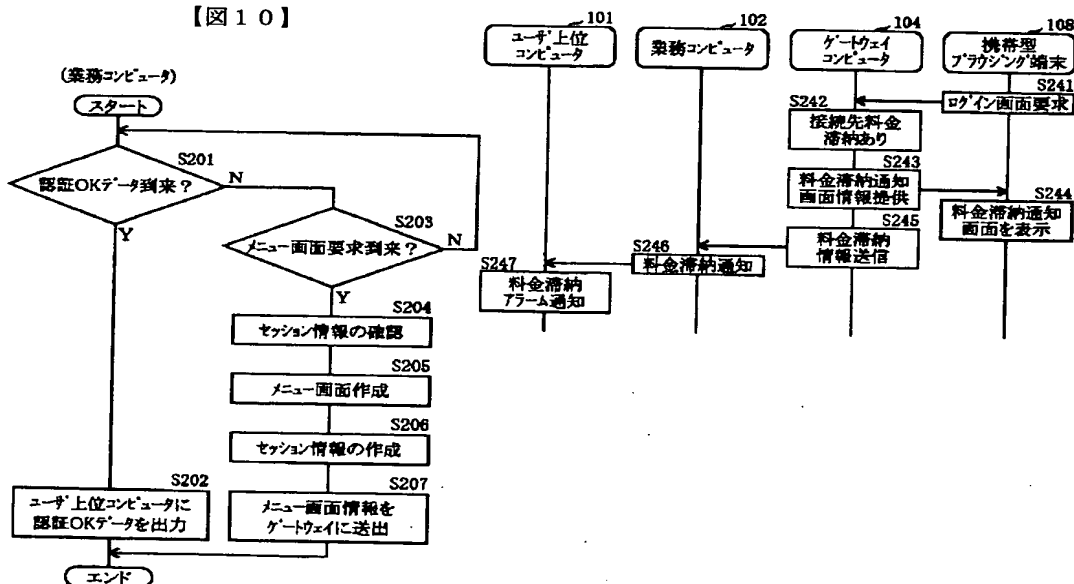 【図10】
(業務コンピュータ)
スタート
S201
認証OKデータ到来？
N
Y
S203
メニュー画面要求到来？
N
Y
S204
セッション情報の確認
S205
メニュー画面作成
S206
セッション情報の作成
S202
ユーザ上位コンピュータに
認証OKデータを出力
S207
メニュー画面情報を
ゲートウェイに送出
エンド
101
ユーザ上位
コンピュータ
102
業務コンピュータ
104
ゲートウェイ
コンピュータ
108
携帯型
ブラウジング端末
S241
ログイン画面要求
S242
接続先料金
滞納あり
S243
料金滞納通知
画面情報提供
S244
料金滞納通知
画面を表示
S245
料金滞納
情報送信
S246
料金滞納通知
S247
料金滞納
アラーム通知